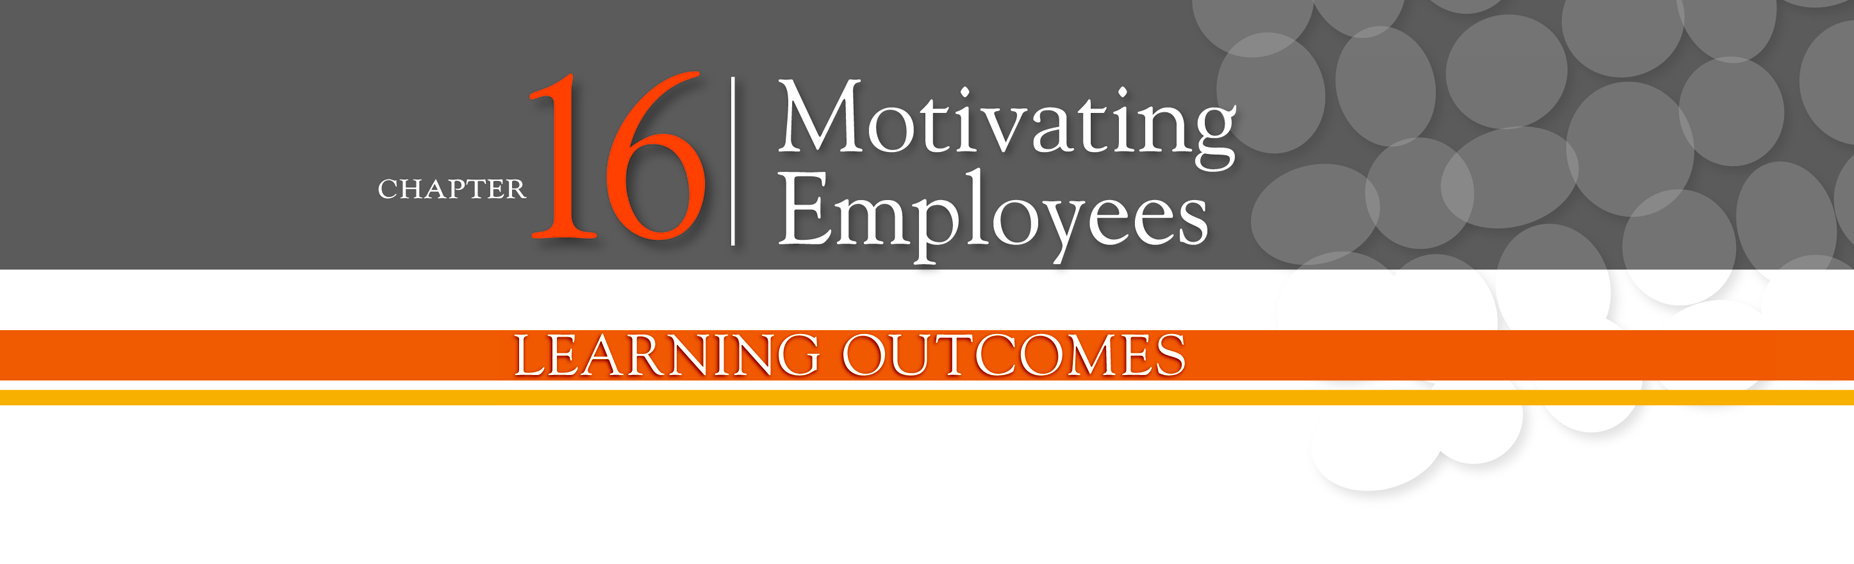 CHAPTER 16
Motivating
Employees
LEARNING OUTCOMES